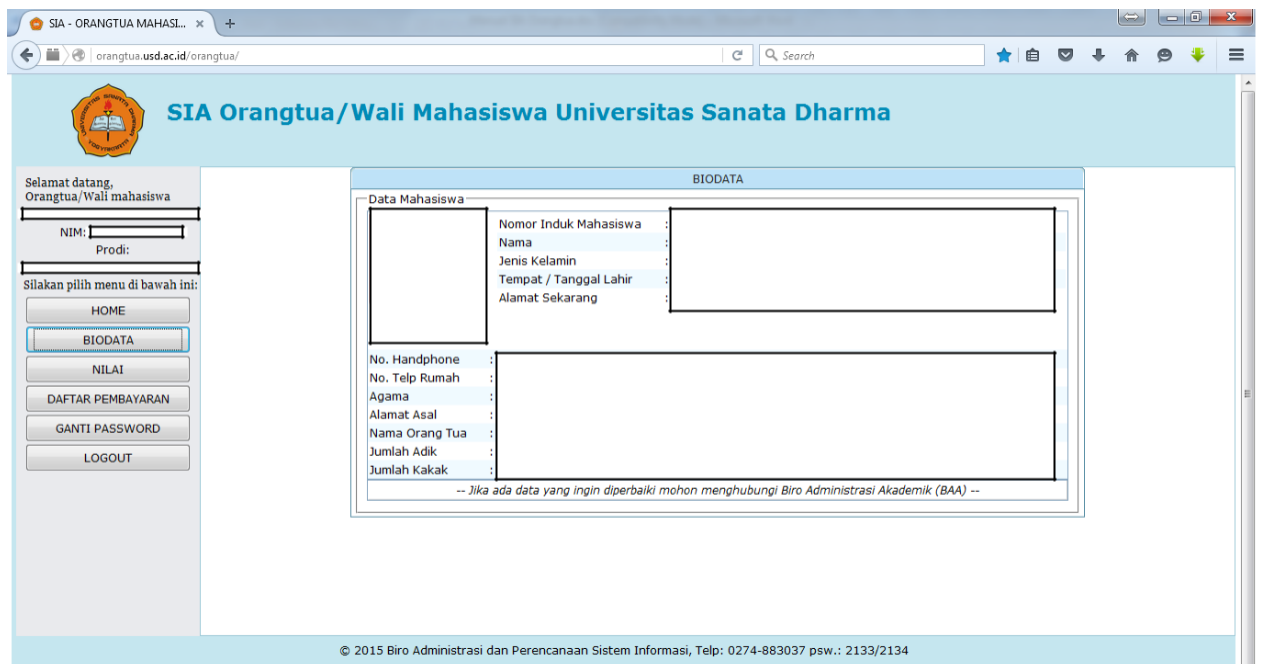 SIA - ORANGTUA MAHASI...
orangtua.usd.ac.id/orangtua/
Search
SIA Orangtua/Wali Mahasiswa Universitas Sanata Dharma
Selamat datang,
Orangtua/Wali mahasiswa
NIM:
Prodi:
Silakan pilih menu di bawah ini:
HOME
BIODATA
NILAI
DAFTAR PEMBAYARAN
GANTI PASSWORD
LOGOUT
BIODATA
Data Mahasiswa
Nomor Induk Mahasiswa :
Nama :
Jenis Kelamin :
Tempat / Tanggal Lahir :
Alamat Sekarang :
No. Handphone :
No. Telp Rumah :
Agama :
Alamat Asal :
Nama Orang Tua :
Jumlah Adik :
Jumlah Kakak :
-- Jika ada data yang ingin diperbaiki mohon menghubungi Biro Administrasi Akademik (BAA) --
© 2015 Biro Administrasi dan Perencanaan Sistem Informasi, Telp: 0274-883037 psw.: 2133/2134